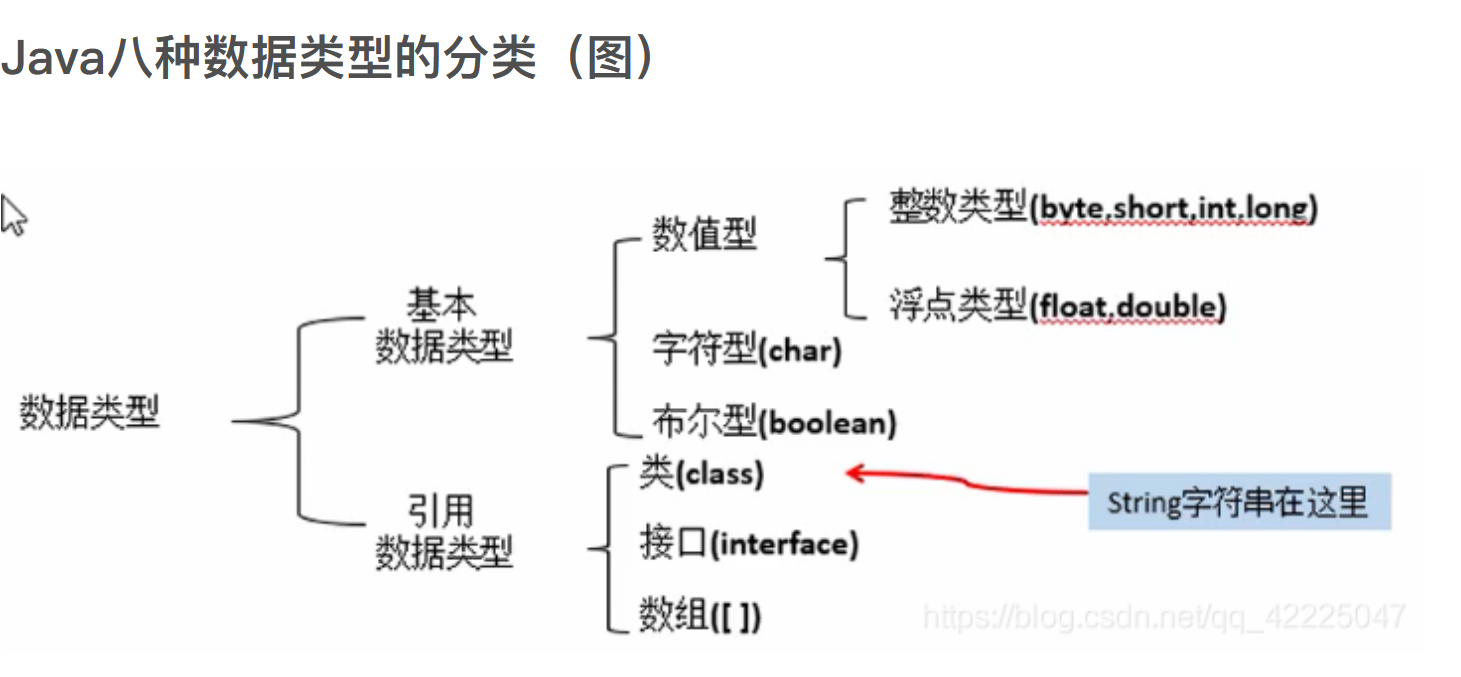 Java八种数据类型的分类（图）
整数类型(byte,short,int,long)
数值型
浮点类型(float,double)
基本
数据类型
字符型(char)
布尔型(boolean)
数据类型
类(class)
String字符串在这里
引用
数据类型
接口(interface)
数组([ ])
https://blog.csdn.net/qq_42225047